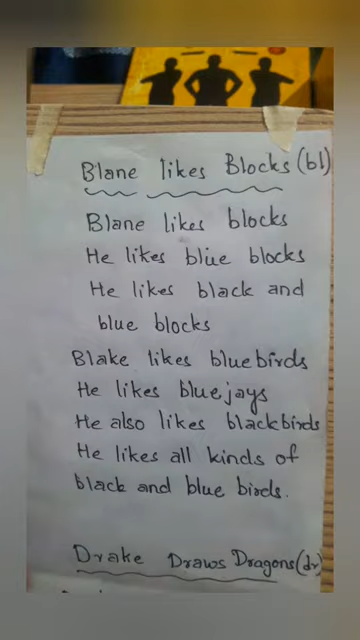 Blane likes Blocks (bl)
Blane likes blocks
He likes blue blocks
He likes black and
blue blocks
Blake likes bluebirds
He likes bluejays
He also likes blackbirds
He likes all kinds of
black and blue birds.
Drake Draws Dragons (dr)